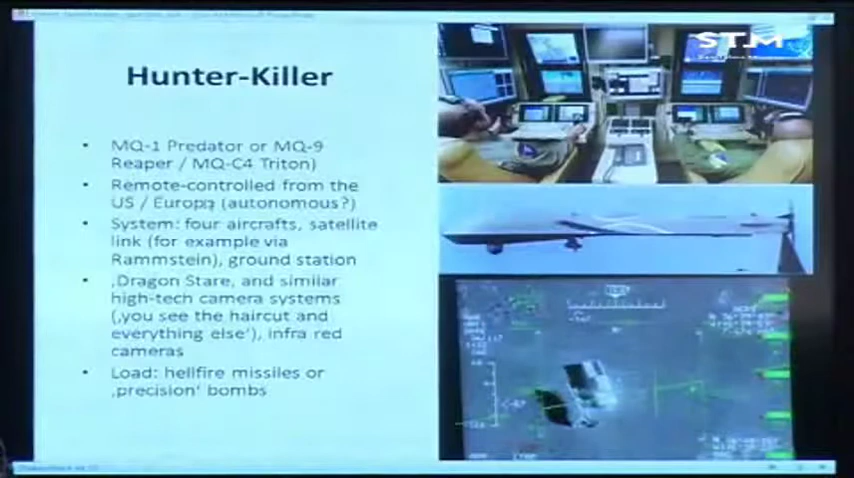 Hunter-Killer
• MQ-1 Predator or MQ-9
Reaper / MQ-C4 Triton)
• Remote-controlled from the
US / Europa (autonomous?)
• System: four aircrafts, satellite
link (for example via
Rammstein), ground station
• ‚Dragon Stare, and similar
high-tech camera systems
(‚you see the haircut and
everything else‘), infra red
cameras
• Load: hellfire missiles or
‚precision‘ bombs
STM